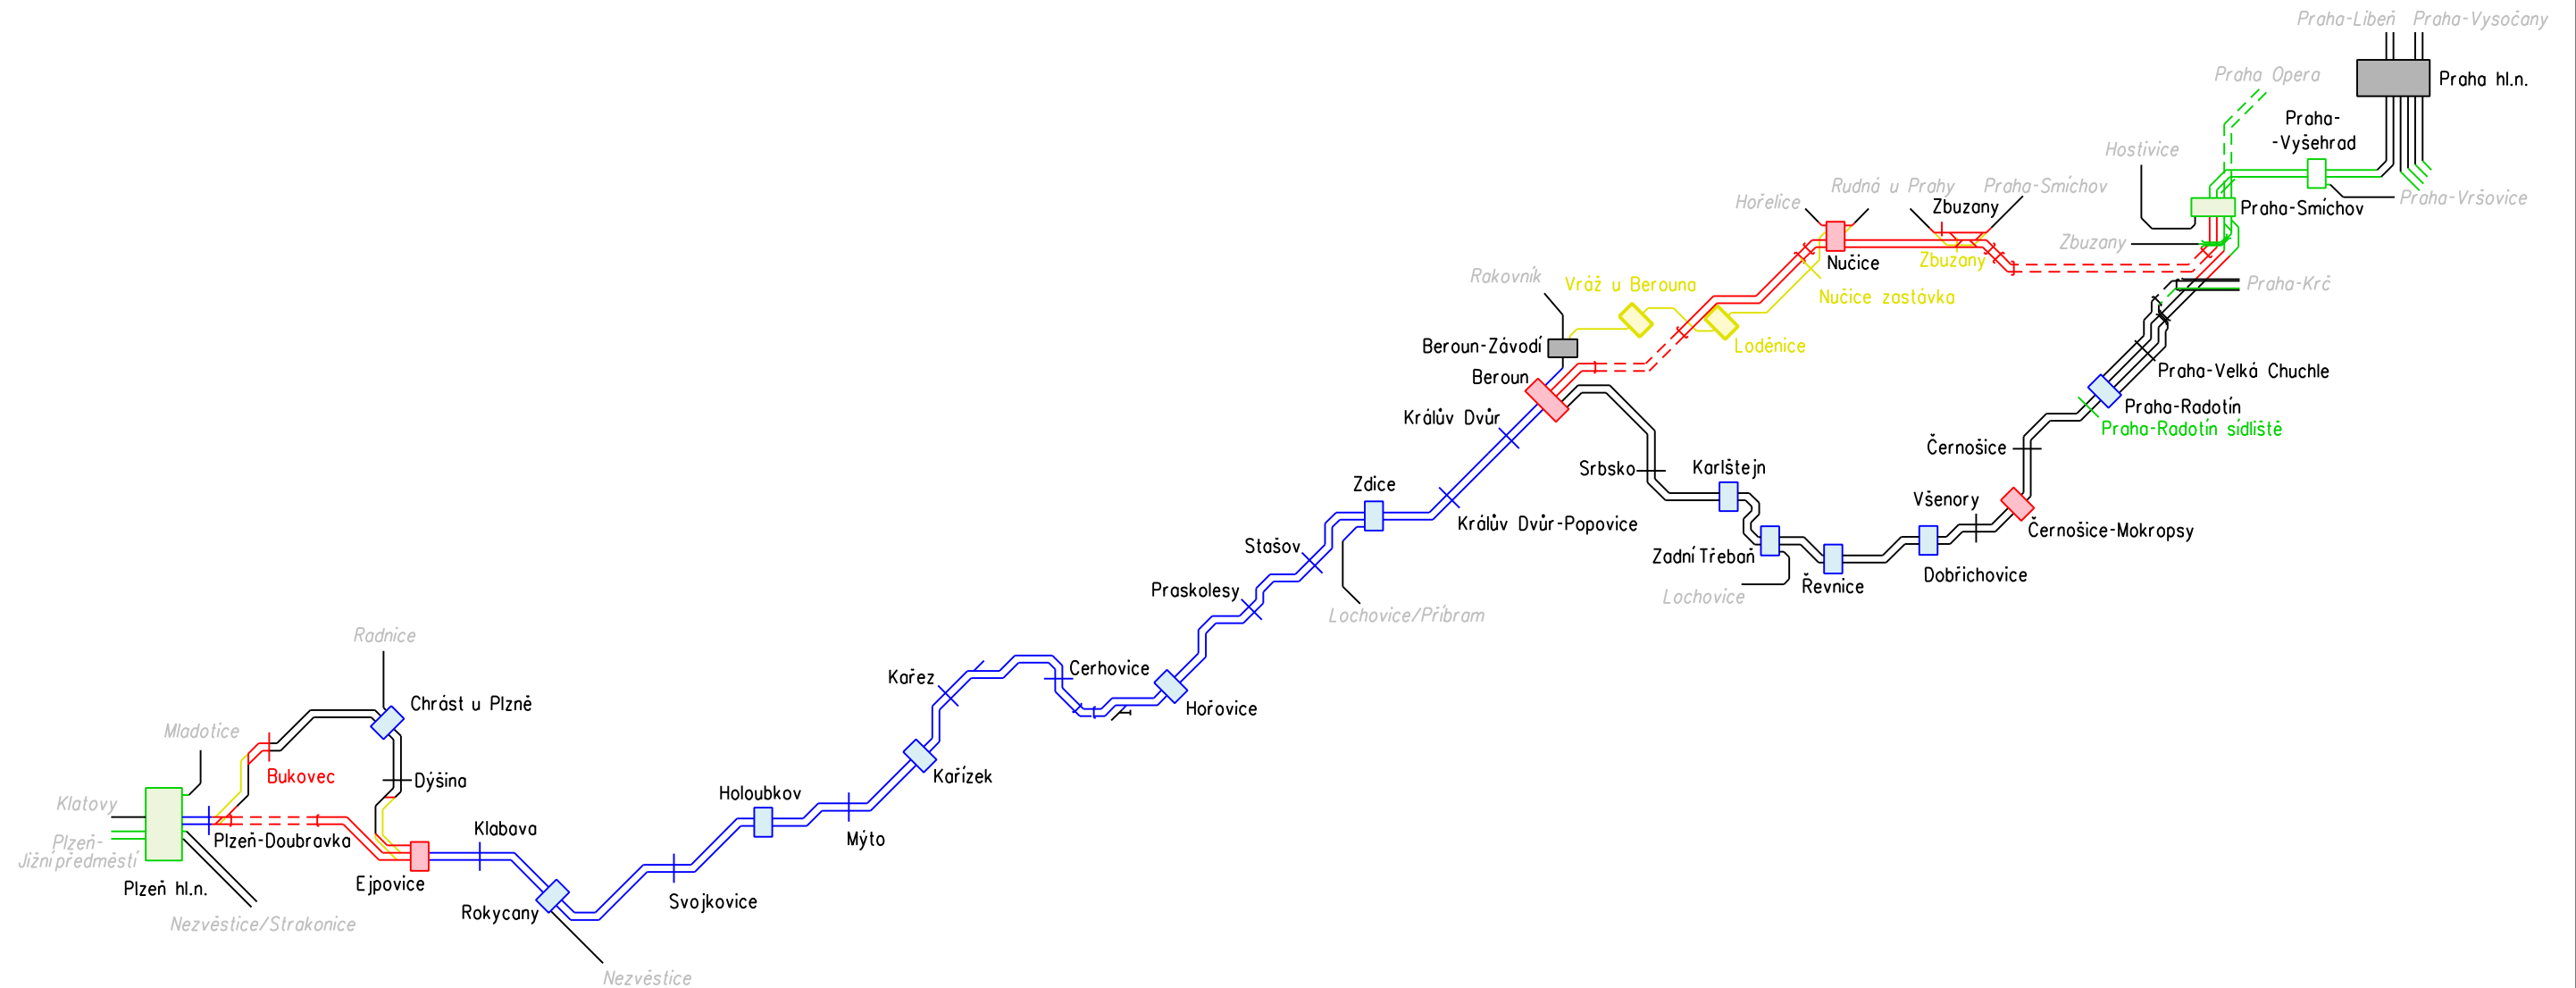 Praha-Libeň
Praha-Vysočany
Praha Opera
Praha hl.n.
Praha-
-Vyšehrad
Hostivice
Hořelice
Rudná u Prahy
Praha-Smíchov
Zbuzany
Praha-Vršovice
Praha-Smíchov
Zbuzany
Nučice
Zbuzany
Rakovník
Vráž u Berouna
Nučice zastávka
Praha-Krč
Beroun-Závodí
Loděnice
Beroun
Praha-Velká Chuchle
Králův Dvůr
Praha-Radotín
Praha-Radotín sídliště
Černošice
Srbsko
Karlštejn
Zdice
Všenory
Králův Dvůr-Popovice
Černošice-Mokropsy
Stašov
Zadní Třebaň
Dobřichovice
Řevnice
Praskolesy
Lochovice
Lochovice/Příbram
Radnice
Kařez
Cerhovice
Chrást u Plzně
Hořovice
Mladotice
Bukovec
Dýšina
Kařízek
Holoubkov
Klatovy
Klabava
Plzeň-Doubravka
Mýto
Plzeň-
Jižní předměstí
Ejpovice
Plzeň hl.n.
Svojkovice
Rokycany
Nezvěstice/Strakonice
Nezvěstice